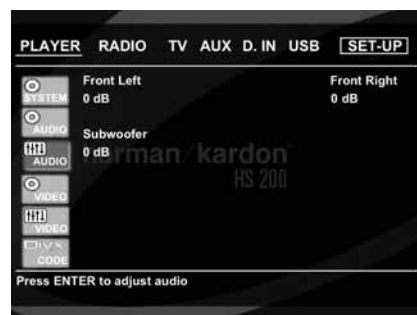 PLAYER RADIO TV AUX D. IN USB SET-UP
Front Left Front Right
0 dB 0 dB
Subwoofer
0 dB
SYSTEM
AUDIO
AUDIO
VIDEO
VIDEO
DivX
CODE
harman/kardon
HS 200
Press ENTER to adjust audio